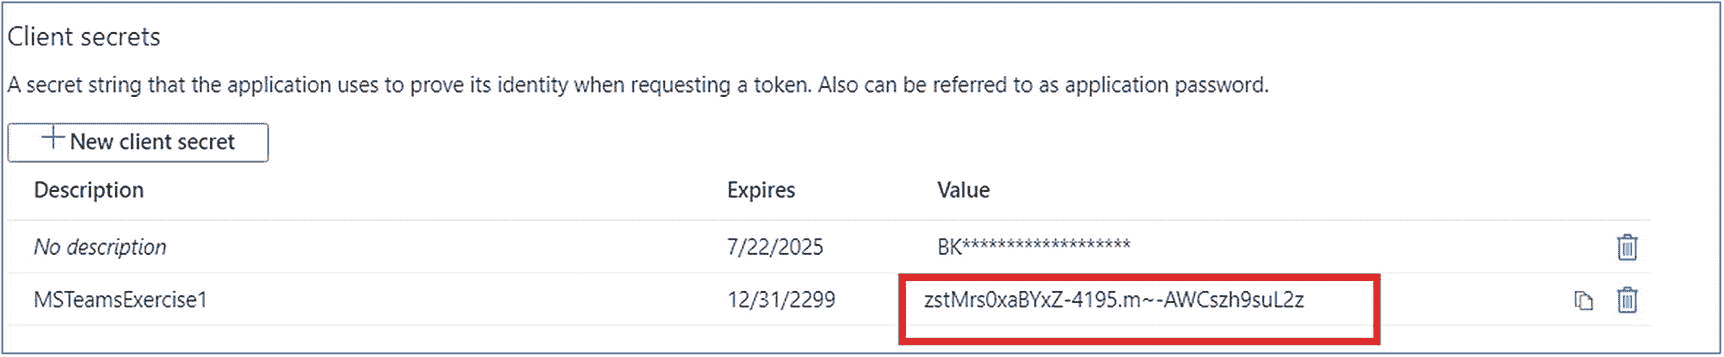 Client secrets
A secret string that the application uses to prove its identity when requesting a token. Also can be referred to as application password.
+ New client secret
Description Expires Value
No description 7/22/2025 BK*******************
MSTeamsExercise1 12/31/2299 zstMrs0xaBYxZ-4195.m~-AWCszh9suL2z